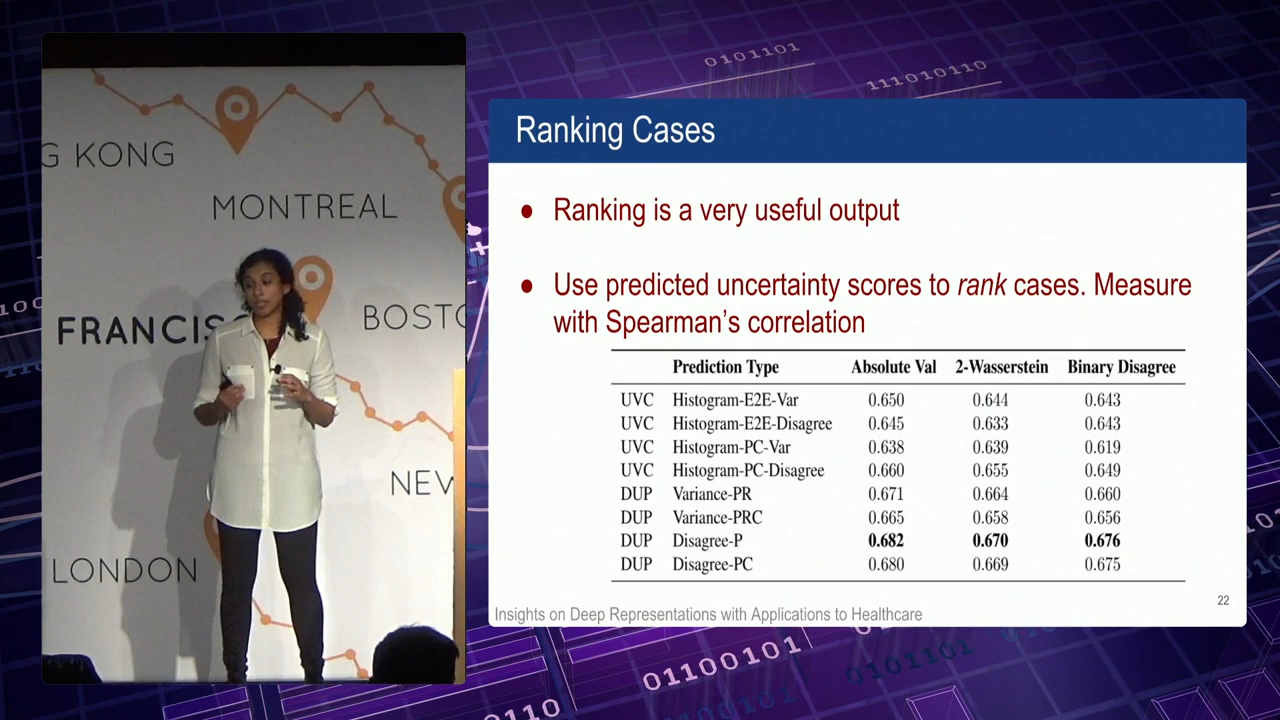 0101101
111010110
G KONG
MONTREAL
FRANCISC
BOSTO
NEW
LONDON
Ranking Cases
● Ranking is a very useful output
● Use predicted uncertainty scores to rank cases. Measure
with Spearman's correlation
Prediction Type Absolute Val 2-Wasserstein Binary Disagree
UVC Histogram-E2E-Var 0.650 0.644 0.643
UVC Histogram-E2E-Disagree 0.645 0.633 0.643
UVC Histogram-PC-Var 0.638 0.639 0.619
UVC Histogram-PC-Disagree 0.660 0.655 0.649
DUP Variance-PR 0.671 0.664 0.660
DUP Variance-PRC 0.665 0.658 0.656
DUP Disagree-P 0.682 0.670 0.676
DUP Disagree-PC 0.680 0.669 0.675
22
Insights on Deep Representations with Applications to Healthcare
01100101
0101101
0110